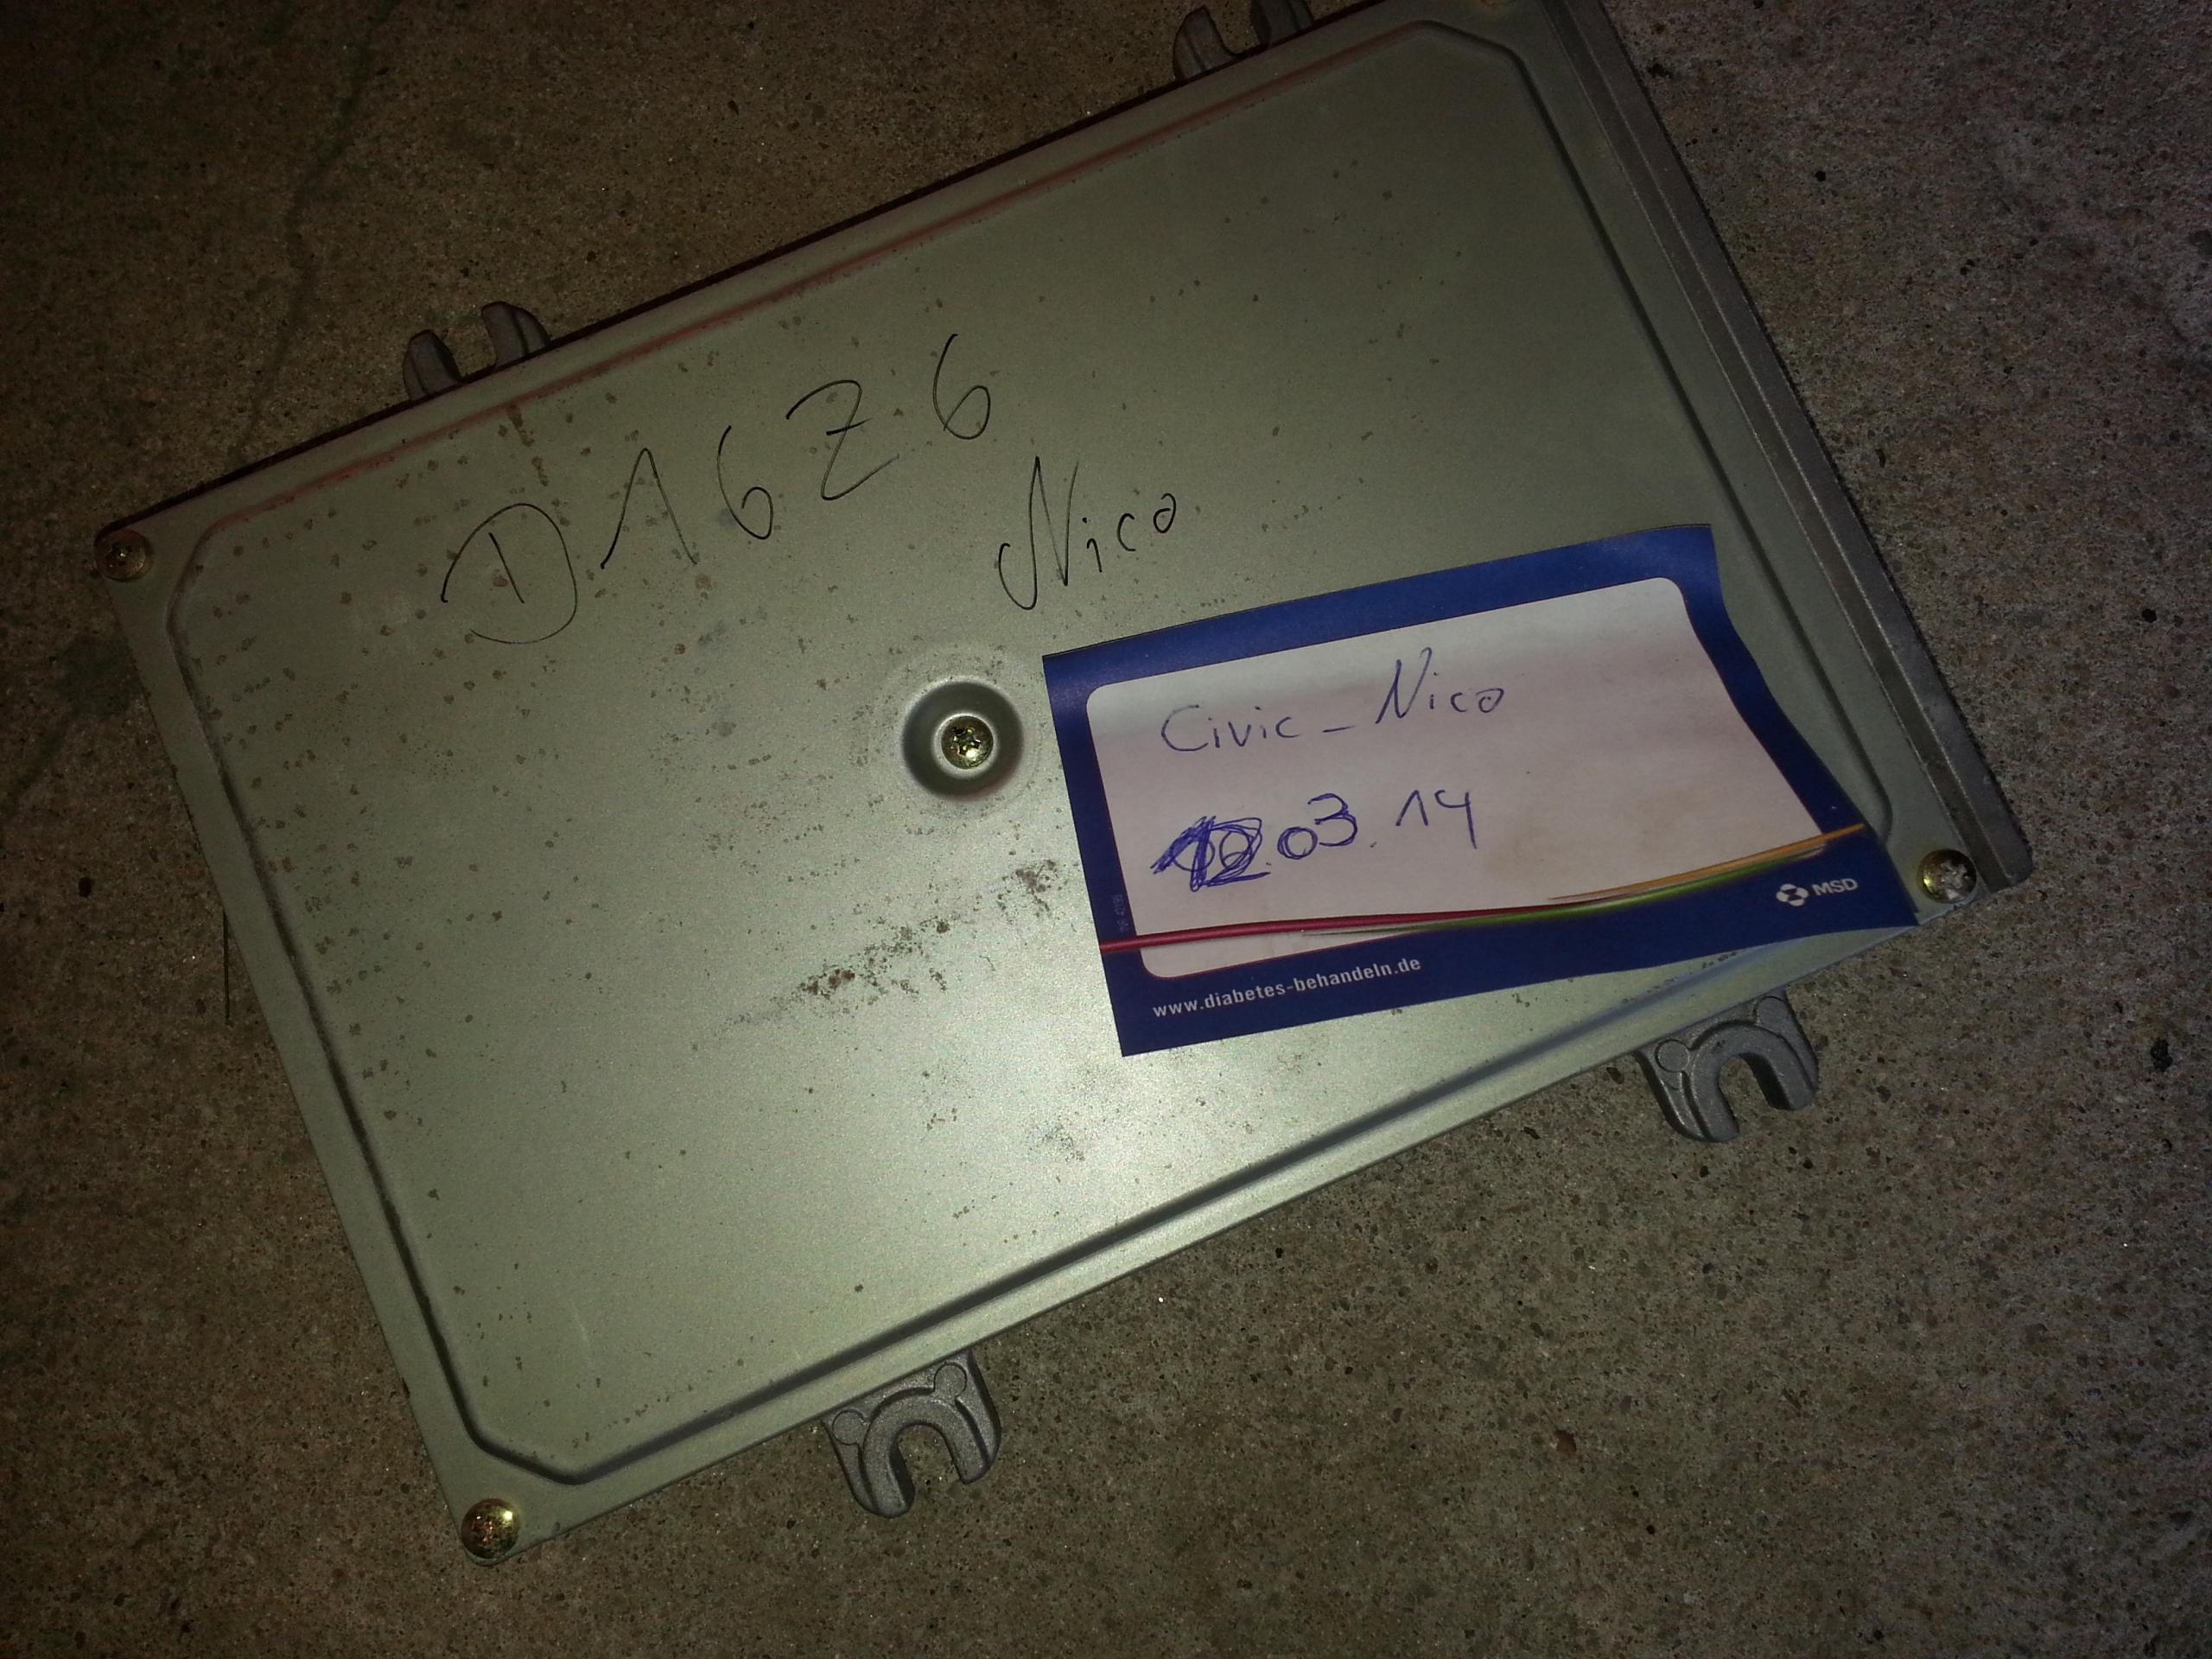 D16Z6
Nico
Civic_Nico
12.03.14
MSD
www.diabetes-behandeln.de